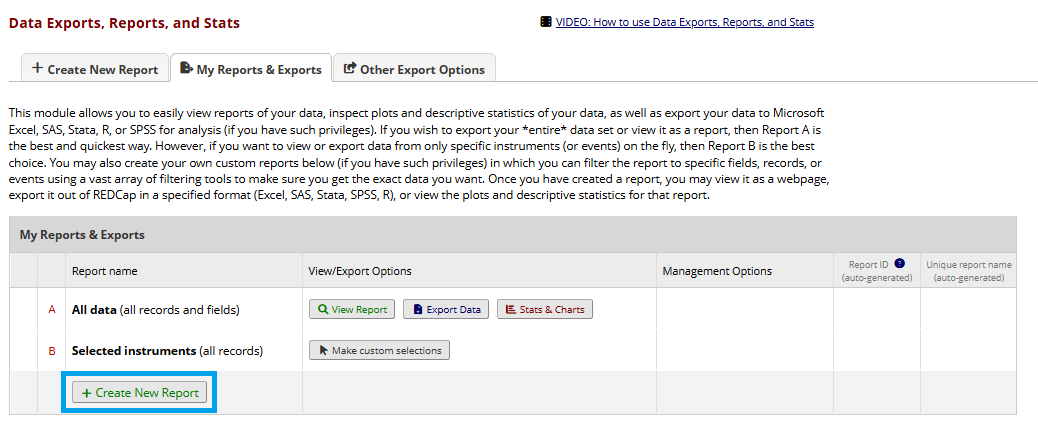 Data Exports, Reports, and Stats
VIDEO: How to use Data Exports, Reports, and Stats
+ Create New Report
My Reports & Exports
Other Export Options
This module allows you to easily view reports of your data, inspect plots and descriptive statistics of your data, as well as export your data to Microsoft
Excel, SAS, Stata, R, or SPSS for analysis (if you have such privileges). If you wish to export your *entire* data set or view it as a report, then Report A is
the best and quickest way. However, if you want to view or export data from only specific instruments (or events) on the fly, then Report B is the best
choice. You may also create your own custom reports below (if you have such privileges) in which you can filter the report to specific fields, records, or
events using a vast array of filtering tools to make sure you get the exact data you want. Once you have created a report, you may view it as a webpage,
export it out of REDCap in a specified format (Excel, SAS, Stata, SPSS, R), or view the plots and descriptive statistics for that report.
My Reports & Exports
Report name
View/Export Options
Management Options
Report ID ?
(auto-generated)
Unique report name
(auto-generated)
A All data (all records and fields)
View Report
Export Data
Stats & Charts
B Selected instruments (all records)
Make custom selections
+ Create New Report